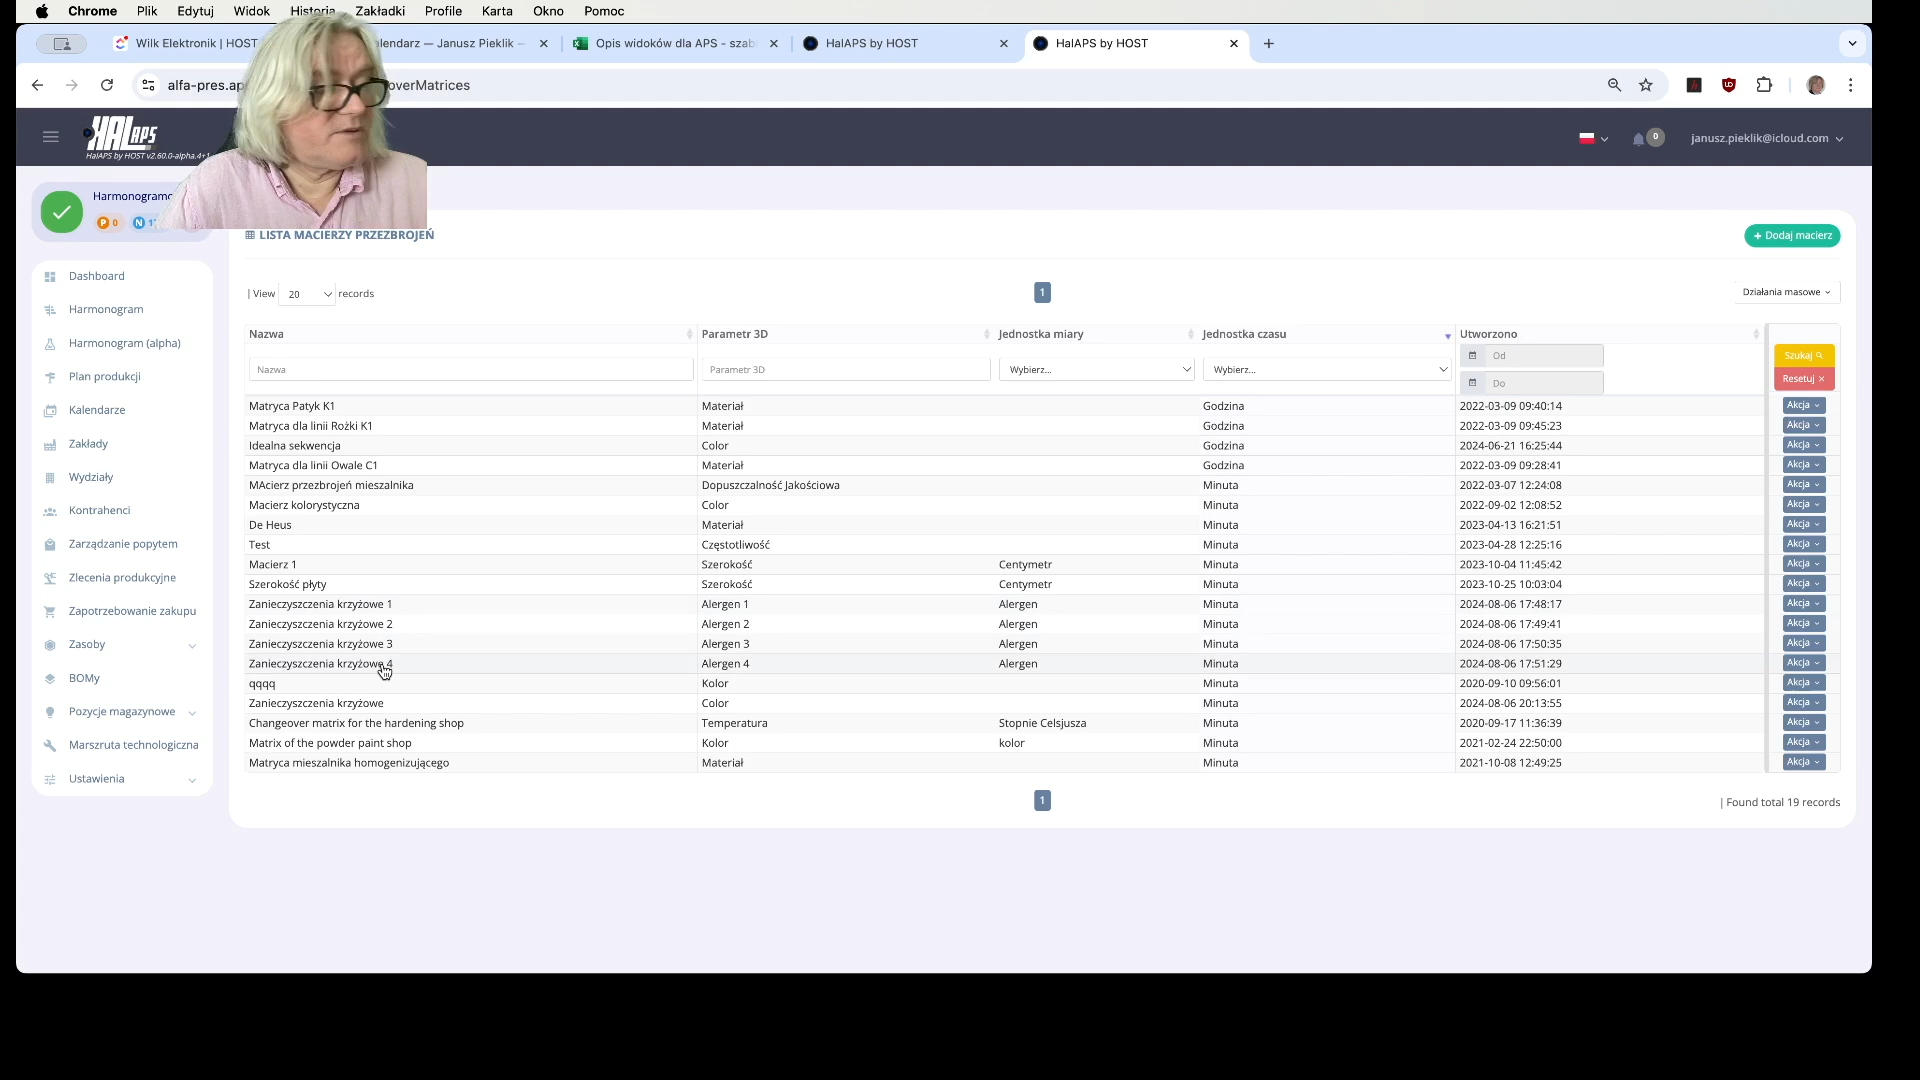 Chrome Plik Edytuj Widok Historia Zakładki Profile Karta Okno Pomoc
Wilk Elektronik | HOST
alendarz — Janusz Pieklik –
Opis widoków dla APS - szab
HalAPS by HOST
HalAPS by HOST
alfa-pres.ap
overMatrices
HAL APS
HalAPS by HOST v2.60.0-alpha.4+1
0
janusz.pieklik@icloud.com
P 0
N
LISTA MACIERZY PRZEZBROJEŃ
+ Dodaj macierz
| View 20 records
1
Działania masowe
Dashboard
Harmonogram
Harmonogram (alpha)
Plan produkcji
Kalendarze
Zakłady
Wydziały
Kontrahenci
Zarządzanie popytem
Zlecenia produkcyjne
Zapotrzebowanie zakupu
Zasoby
BOMy
Pozycje magazynowe
Marszruta technologiczna
Ustawienia
Nazwa Parametr 3D Jednostka miary Jednostka czasu Utworzono
Nazwa Parametr 3D Wybierz... Wybierz... Od Szukaj
Do Resetuj
Matryca Patyk K1 Materiał Godzina 2022-03-09 09:40:14 Akcja
Matryca dla linii Rożki K1 Materiał Godzina 2022-03-09 09:45:23 Akcja
Idealna sekwencja Color Godzina 2024-06-21 16:25:44 Akcja
Matryca dla linii Owale C1 Materiał Godzina 2022-03-09 09:28:41 Akcja
MAcierz przezbrojeń mieszalnika Dopuszczalność Jakościowa Minuta 2022-03-07 12:24:08 Akcja
Macierz kolorystyczna Color Minuta 2022-09-02 12:08:52 Akcja
De Heus Materiał Minuta 2023-04-13 16:21:51 Akcja
Test Częstotliwość Minuta 2023-04-28 12:25:16 Akcja
Macierz 1 Szerokość Centymetr Minuta 2023-10-04 11:45:42 Akcja
Szerokość płyty Szerokość Centymetr Minuta 2023-10-25 10:03:04 Akcja
Zanieczyszczenia krzyżowe 1 Alergen 1 Alergen Minuta 2024-08-06 17:48:17 Akcja
Zanieczyszczenia krzyżowe 2 Alergen 2 Alergen Minuta 2024-08-06 17:49:41 Akcja
Zanieczyszczenia krzyżowe 3 Alergen 3 Alergen Minuta 2024-08-06 17:50:35 Akcja
Zanieczyszczenia krzyżowe 4 Alergen 4 Alergen Minuta 2024-08-06 17:51:29 Akcja
qqqq Kolor Minuta 2020-09-10 09:56:01 Akcja
Zanieczyszczenia krzyżowe Color Minuta 2024-08-06 20:13:55 Akcja
Changeover matrix for the hardening shop Temperatura Stopnie Celsjusza Minuta 2020-09-17 11:36:39 Akcja
Matrix of the powder paint shop Kolor kolor Minuta 2021-02-24 22:50:00 Akcja
Matryca mieszalnika homogenizującego Materiał Minuta 2021-10-08 12:49:25 Akcja
1
| Found total 19 records